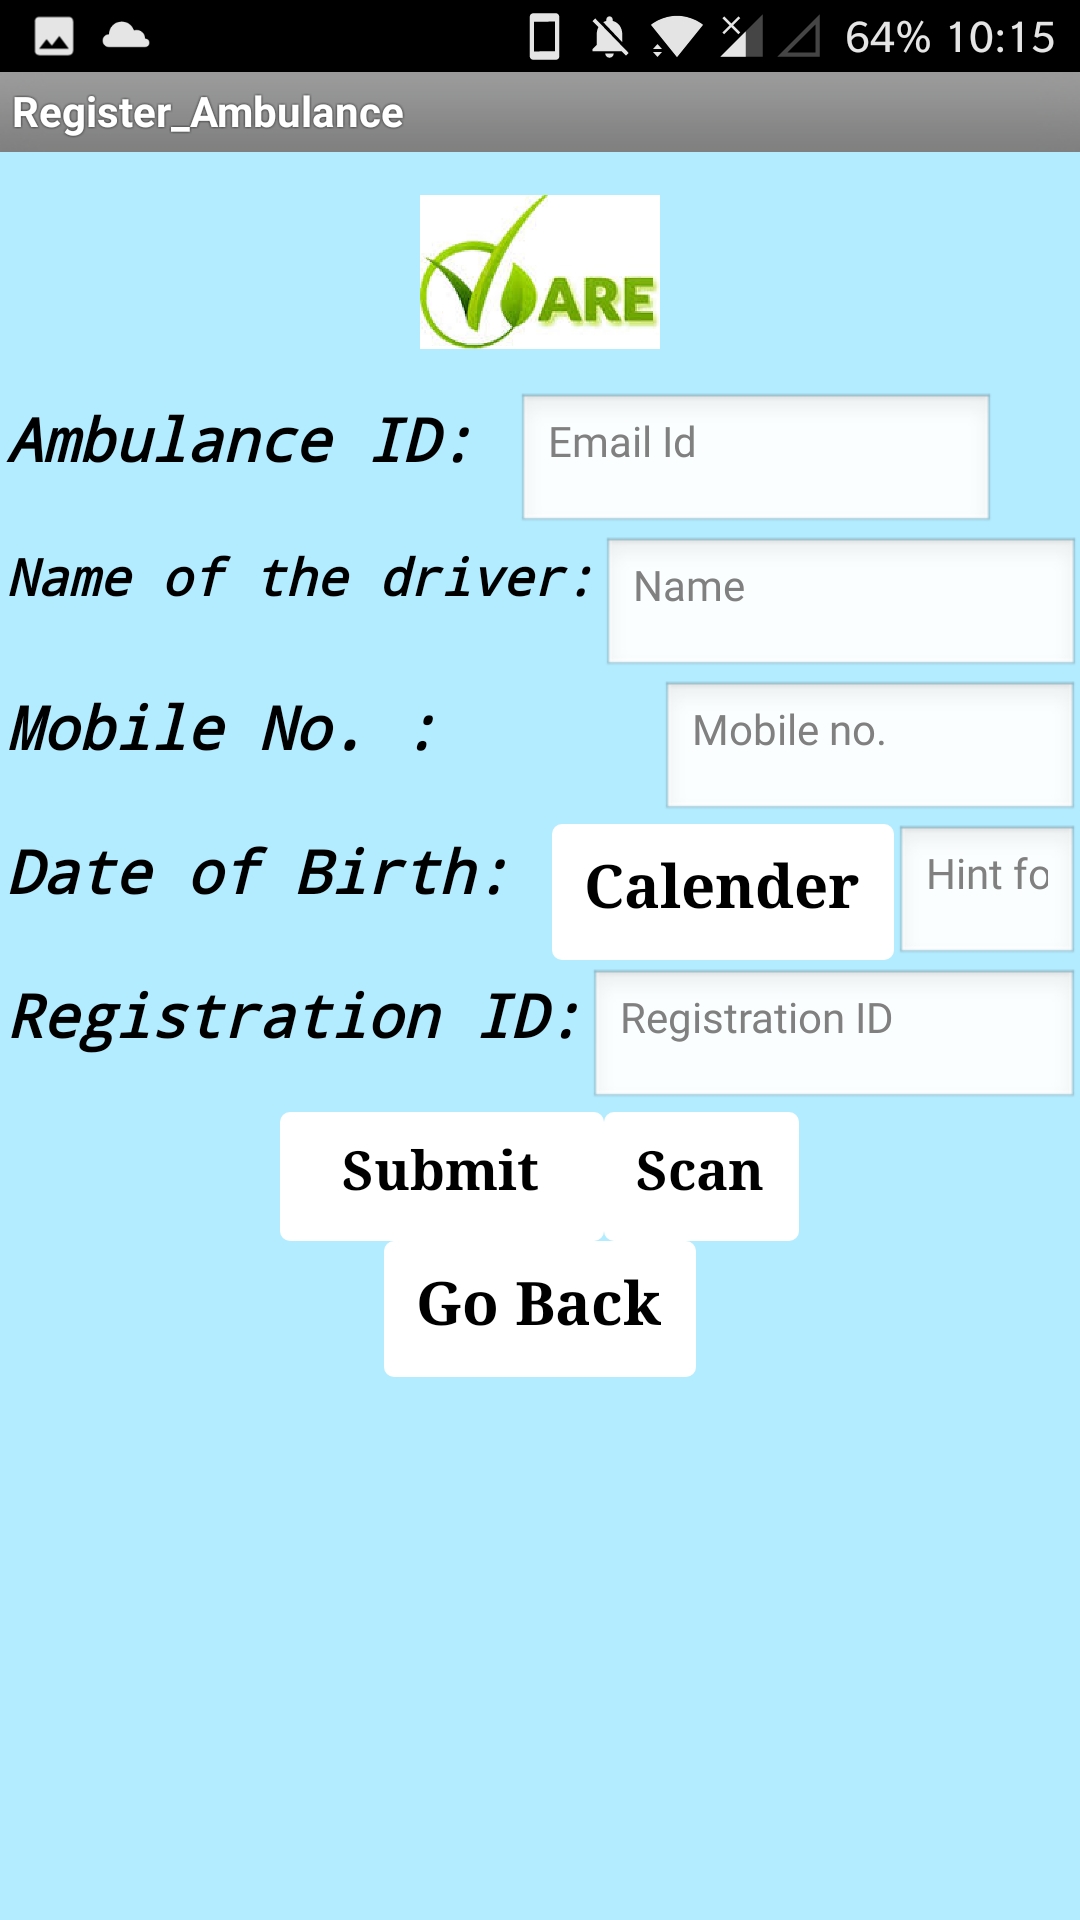 64% 10:15
Register_Ambulance
ARE
Ambulance ID: Email Id
Name of the driver: Name
Mobile No. : Mobile no.
Date of Birth: Calender Hint fo
Registration ID: Registration ID
Submit Scan
Go Back